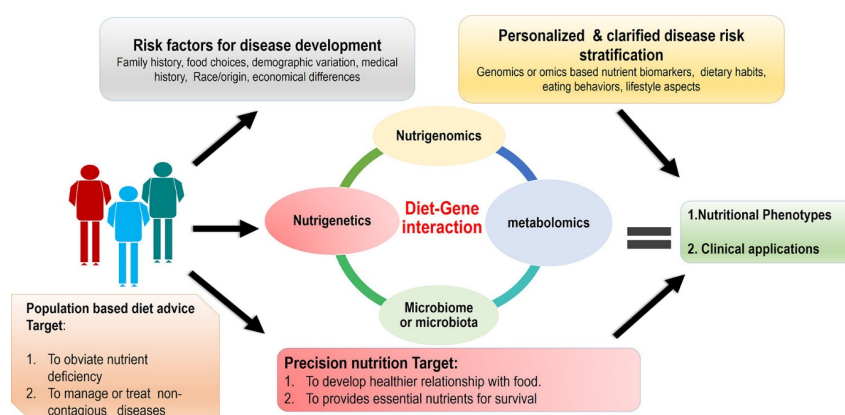 Risk factors for disease development
Family history, food choices, demographic variation, medical
history, Race/origin, economical differences
Personalized & clarified disease risk
stratification
Genomics or omics based nutrient biomarkers, dietary habits,
eating behaviors, lifestyle aspects
Nutrigenomics
Nutrigenetics
Diet-Gene
interaction
metabolomics
Microbiome
or microbiota
1.Nutritional Phenotypes
2. Clinical applications
Population based diet advice
Target:
1. To obviate nutrient
deficiency
2. To manage or treat non-
contagious diseases
Precision nutrition Target:
1. To develop healthier relationship with food.
2. To provides essential nutrients for survival